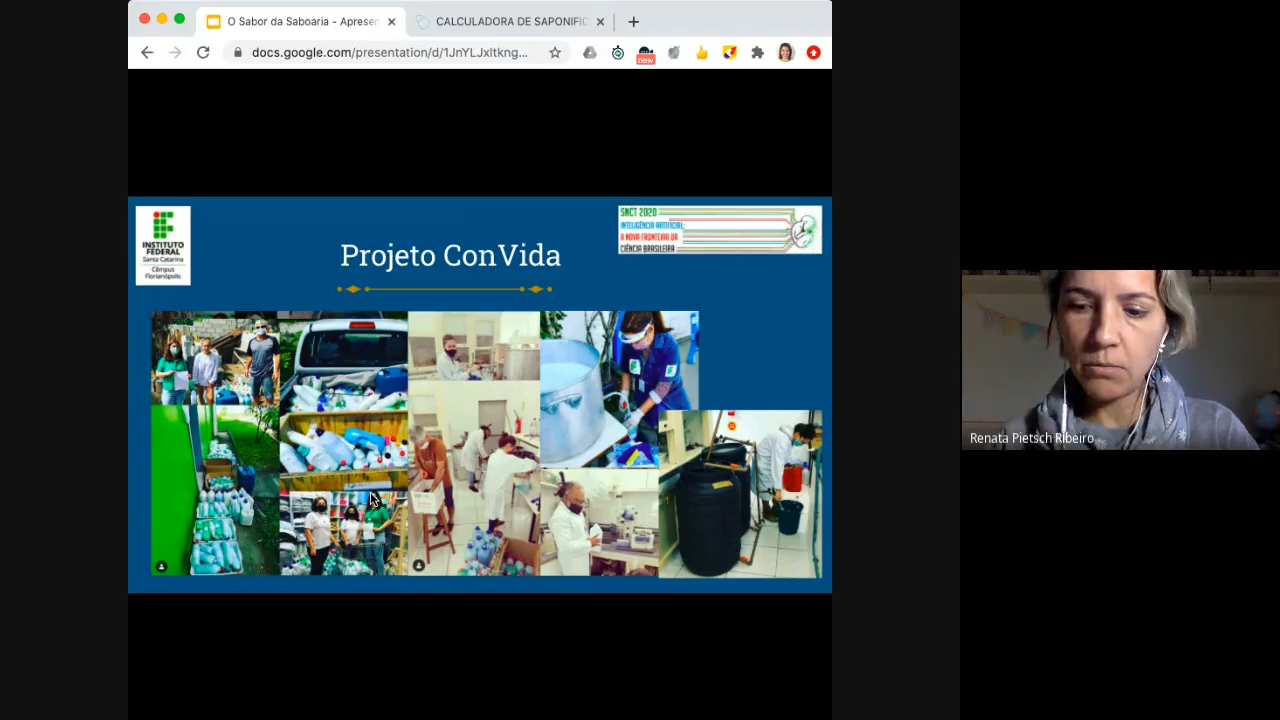 O Sabor da Saboaria - Apresen
CALCULADORA DE SAPONIFIC
docs.google.com/presentation/d/1JnYLJxltkng...
new
INSTITUTO
FEDERAL
Santa Catarina
Câmpus
Florianópolis
SNCT 2020
INTELIGÊNCIA ARTIFICIAL:
A NOVA FRONTEIRA DA
CIÊNCIA BRASILEIRA
Projeto ConVida
Renata Pietsch Ribeiro